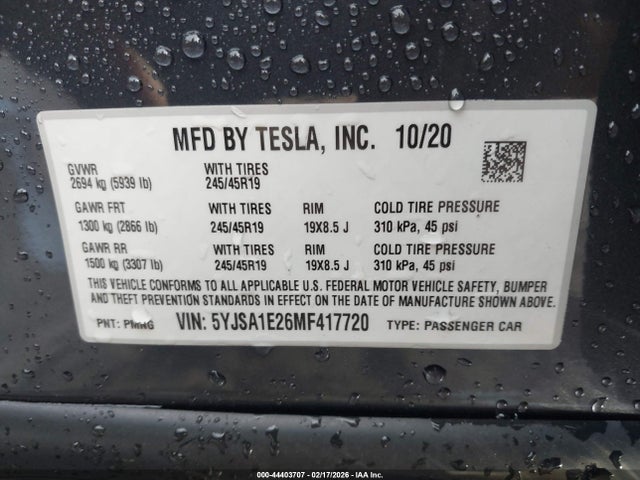 MFD BY TESLA, INC. 10/20
GVWR WITH TIRES
2694 kg (5939 lb) 245/45R19
GAWR FRT WITH TIRES RIM COLD TIRE PRESSURE
1300 kg (2866 lb) 245/45R19 19X8.5 J 310 kPa, 45 psi
GAWR RR WITH TIRES RIM COLD TIRE PRESSURE
1500 kg (3307 lb) 245/45R19 19X8.5 J 310 kPa, 45 psi
THIS VEHICLE CONFORMS TO ALL APPLICABLE U.S. FEDERAL MOTOR VEHICLE SAFETY, BUMPER
AND THEFT PREVENTION STANDARDS IN EFFECT ON THE DATE OF MANUFACTURE SHOWN ABOVE.
PNT: PMNG VIN: 5YJSA1E26MF417720 TYPE: PASSENGER CAR
000-44403707 - 02/17/2026 - © IAA Inc.